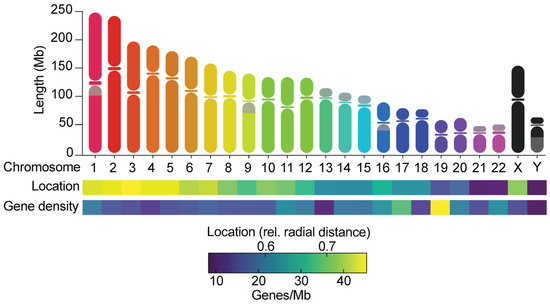 Length (Mb)
250
200
150
100
50
0
Chromosome 1 2 3 4 5 6 7 8 9 10 11 12 13 14 15 16 17 18 19 20 21 22 X Y
Location
Gene density
Location (rel. radial distance)
0.6 0.7
10 20 30 40
Genes/Mb